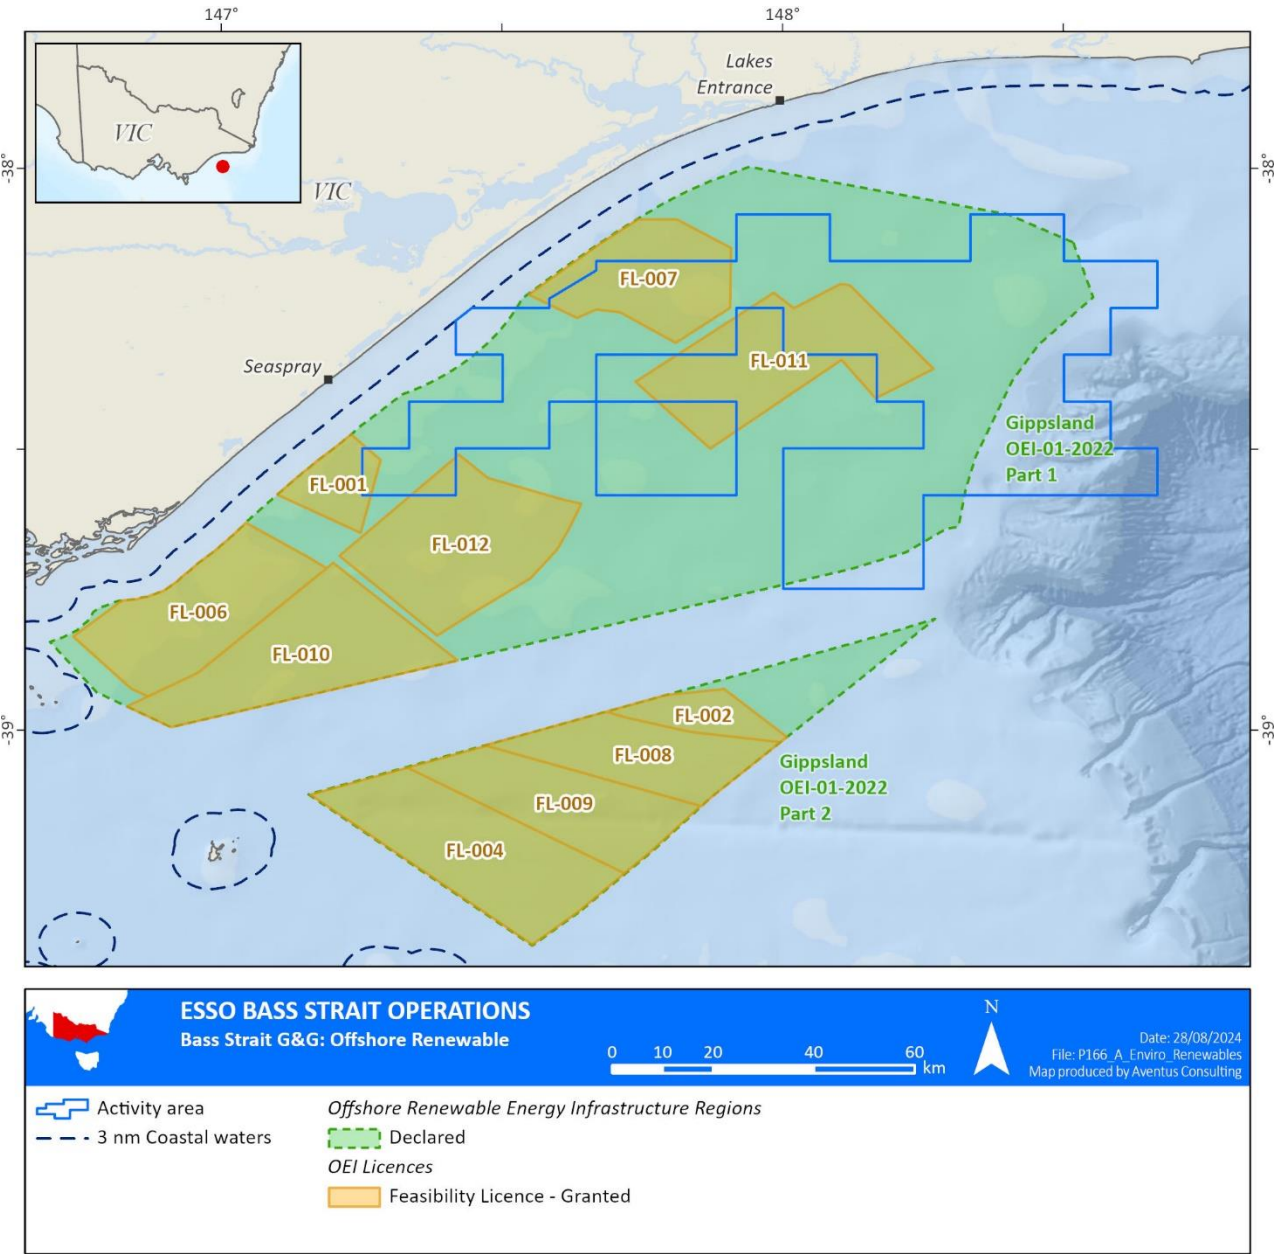 147°
148°
Lakes
Entrance
VIC
VIC
-38°
-38°
FL-007
FL-011
Seaspray
Gippsland
OEI-01-2022
Part 1
FL-001
FL-012
FL-006
FL-010
FL-002
-39°
-39°
FL-008
Gippsland
OEI-01-2022
Part 2
FL-009
FL-004
ESSO BASS STRAIT OPERATIONS
Bass Strait G&G: Offshore Renewable
0 10 20 40 60
km
N
Date: 28/08/2024
File: P166_A_Enviro_Renewables
Map produced by Aventus Consulting
Activity area
3 nm Coastal waters
Offshore Renewable Energy Infrastructure Regions
Declared
OEI Licences
Feasibility Licence - Granted